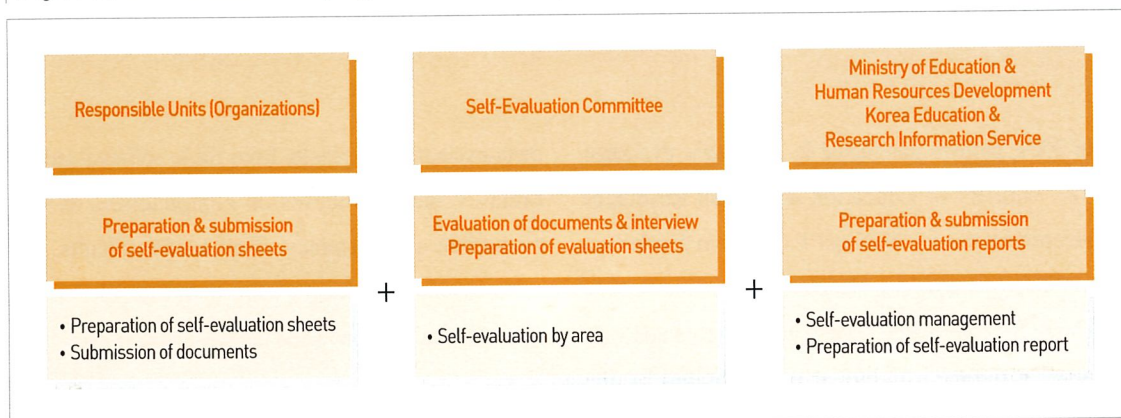 Responsible Units (Organizations)
Self-Evaluation Committee
Ministry of Education &
Human Resources Development
Korea Education &
Research Information Service
Preparation & submission
of self-evaluation sheets
Evaluation of documents & interview
Preparation of evaluation sheets
Preparation & submission
of self-evaluation reports
+
+
• Preparation of self-evaluation sheets
• Submission of documents
• Self-evaluation by area
• Self-evaluation management
• Preparation of self-evaluation report